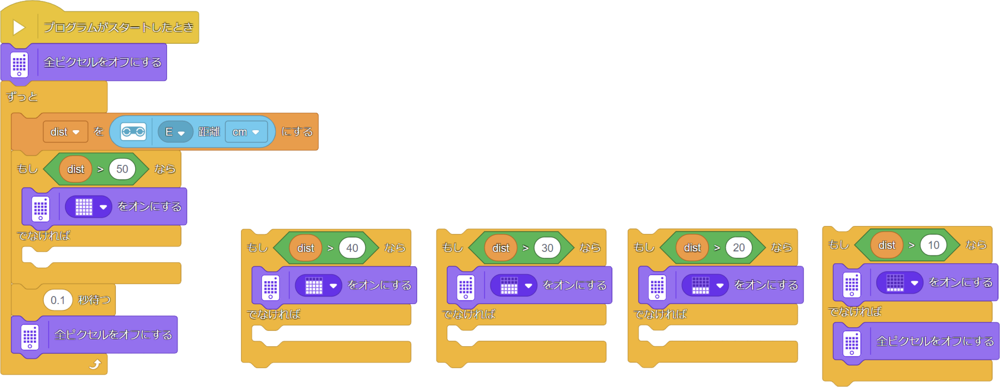 プログラムがスタートしたとき
全ピクセルをオフにする
ずっと
dist を E 距離 cm にする
もし dist > 50 なら
をオンにする
でなければ
0.1 秒待つ
全ピクセルをオフにする
もし dist > 40 なら
をオンにする
でなければ
もし dist > 30 なら
をオンにする
でなければ
もし dist > 20 なら
をオンにする
でなければ
もし dist > 10 なら
をオンにする
でなければ
全ピクセルをオフにする